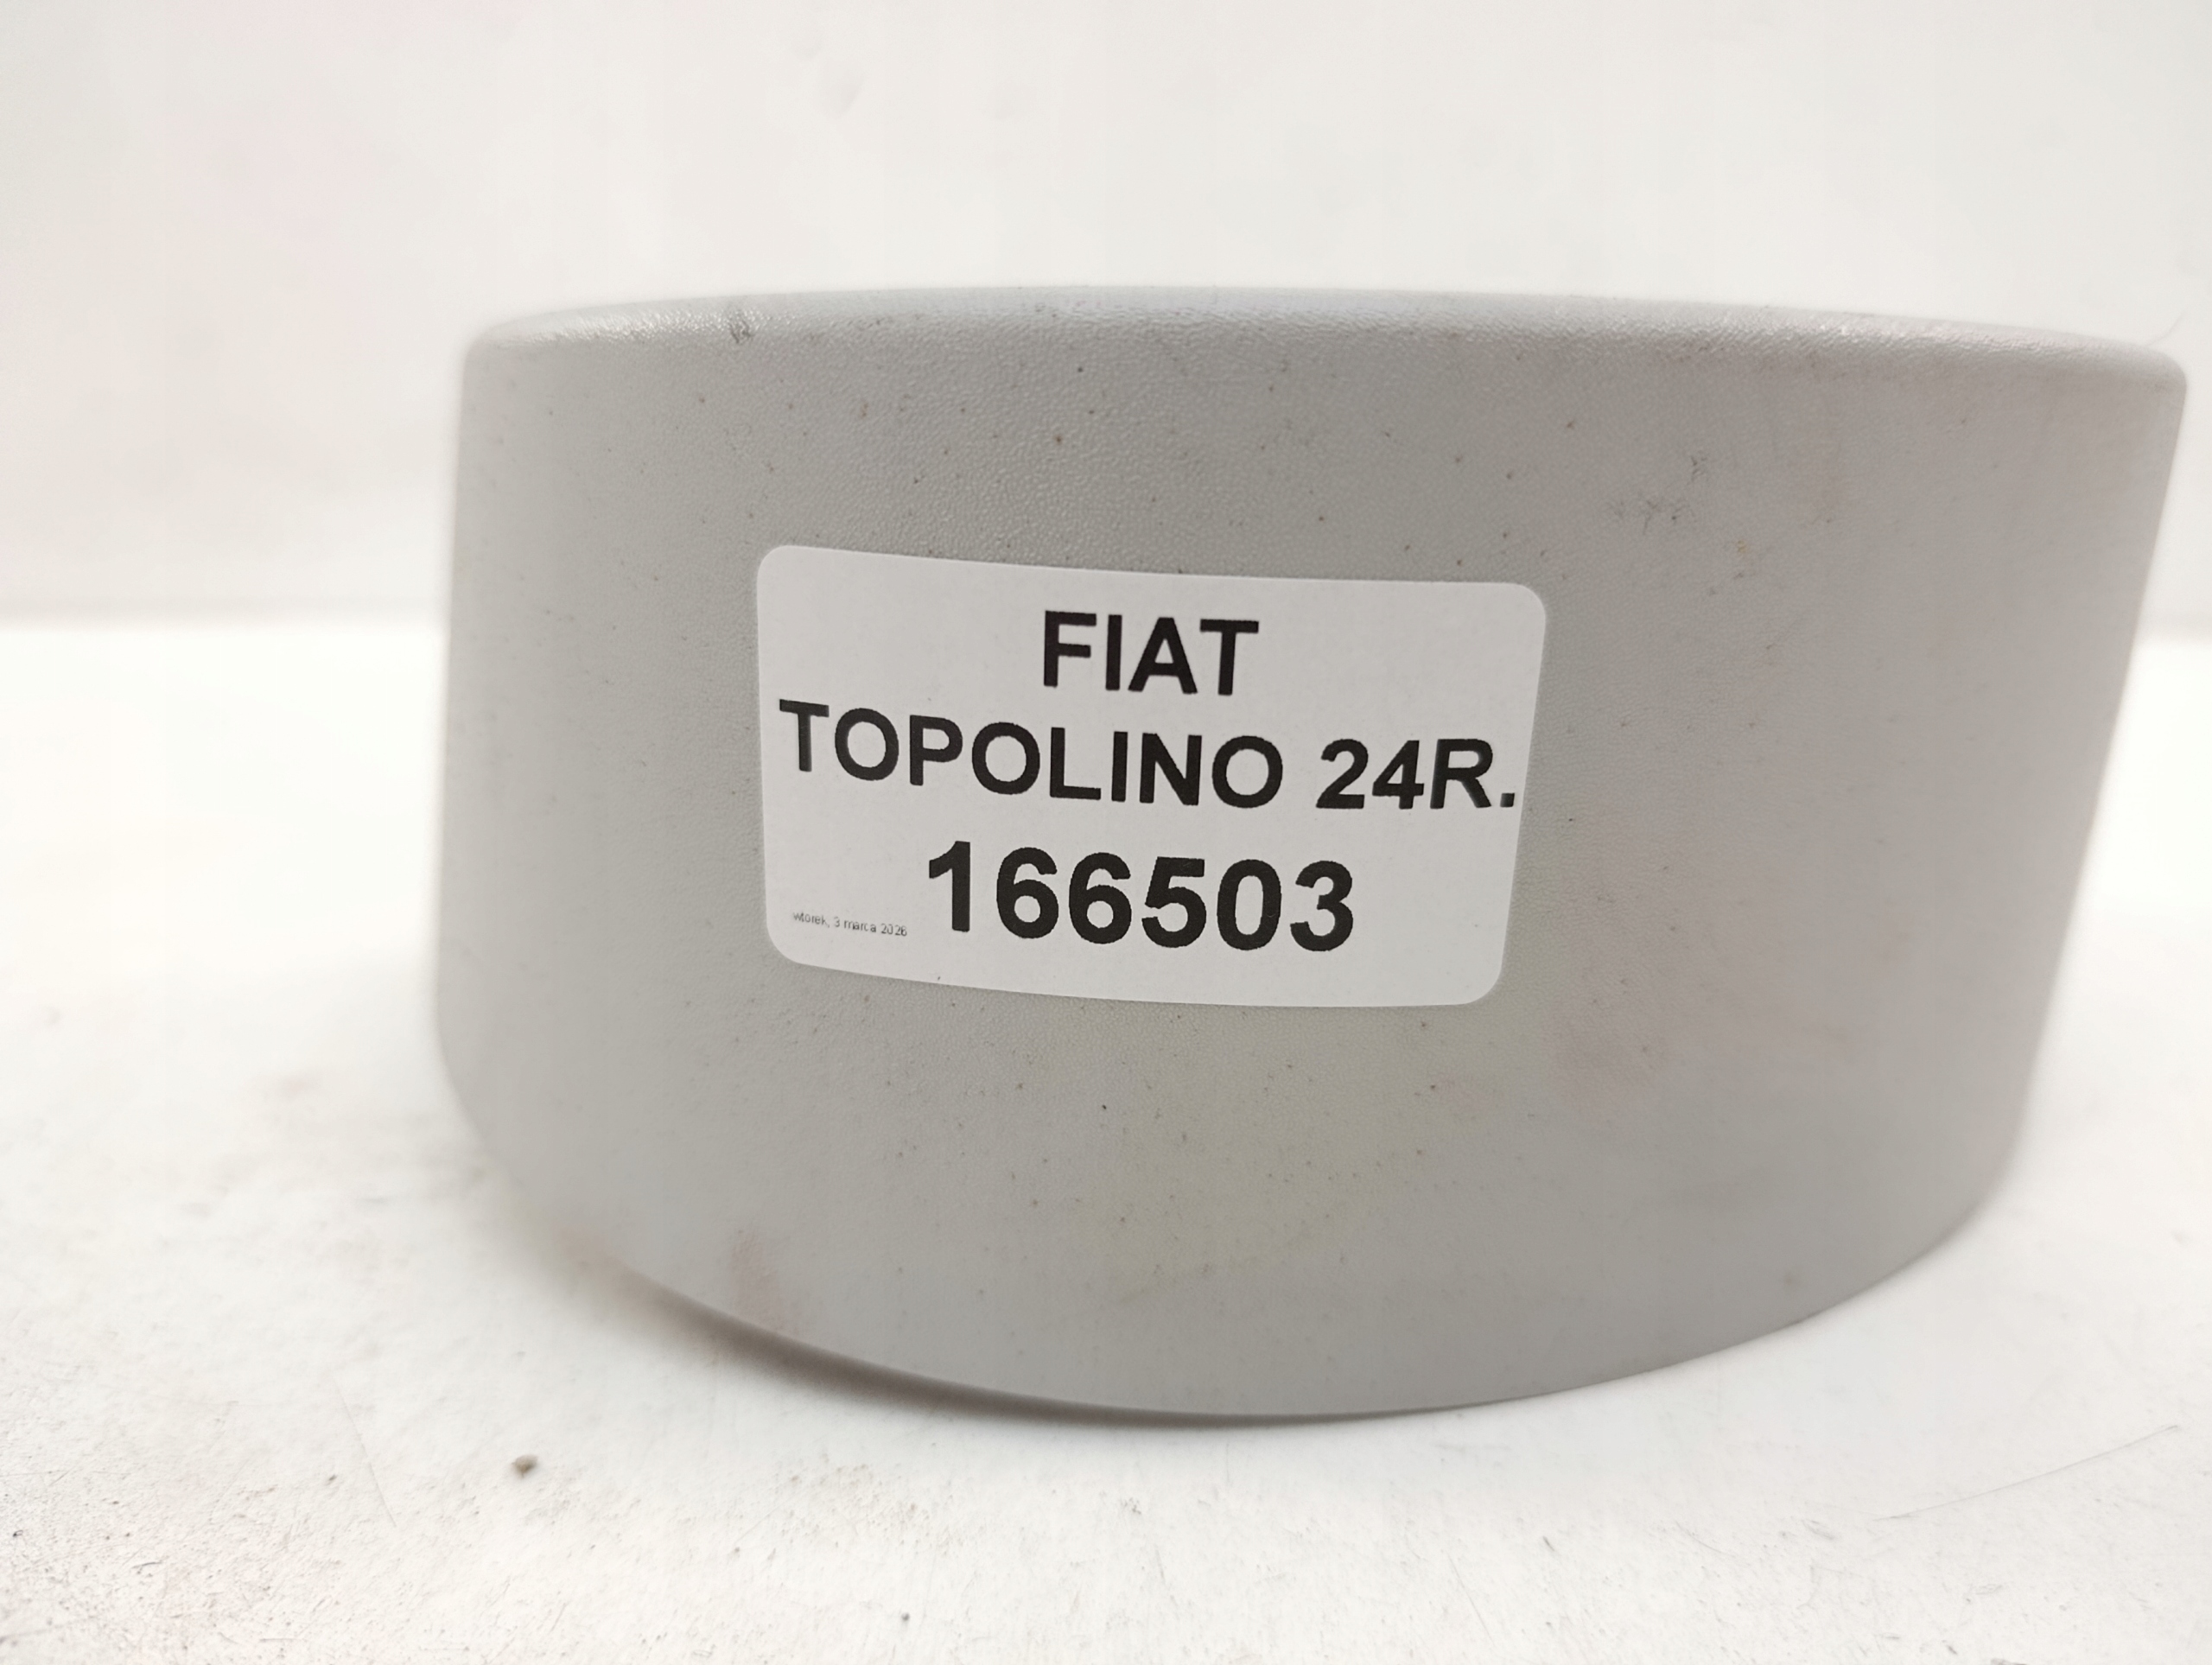 FIAT
TOPOLINO 24R.
166503
wtorek, 3 marca 2026